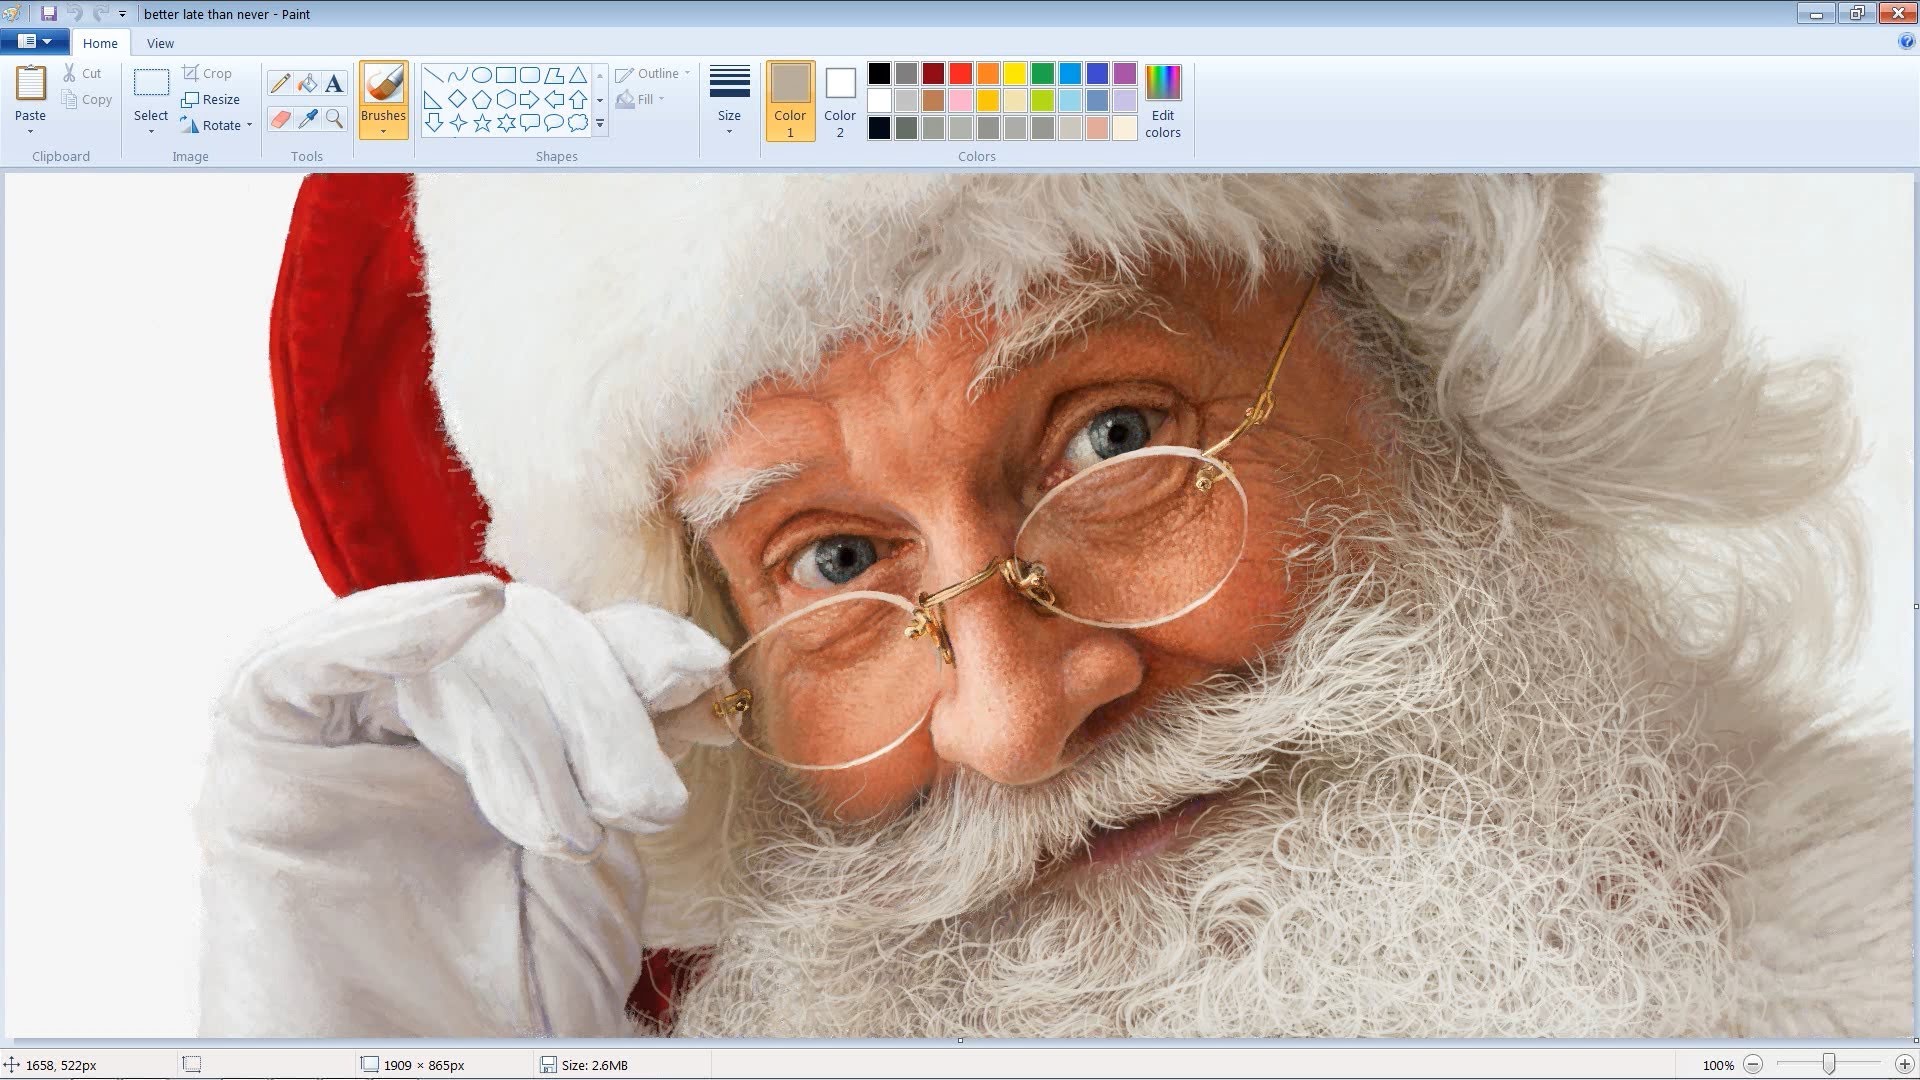 better late than never - Paint
Home View
Paste
Cut
Copy
Clipboard
Select
Crop
Resize
Rotate
Image
A
Tools
Brushes
Outline
Fill
Shapes
Size
Color 1
Color 2
Edit colors
Colors
1658, 522px
1909 × 865px
Size: 2.6MB
100%